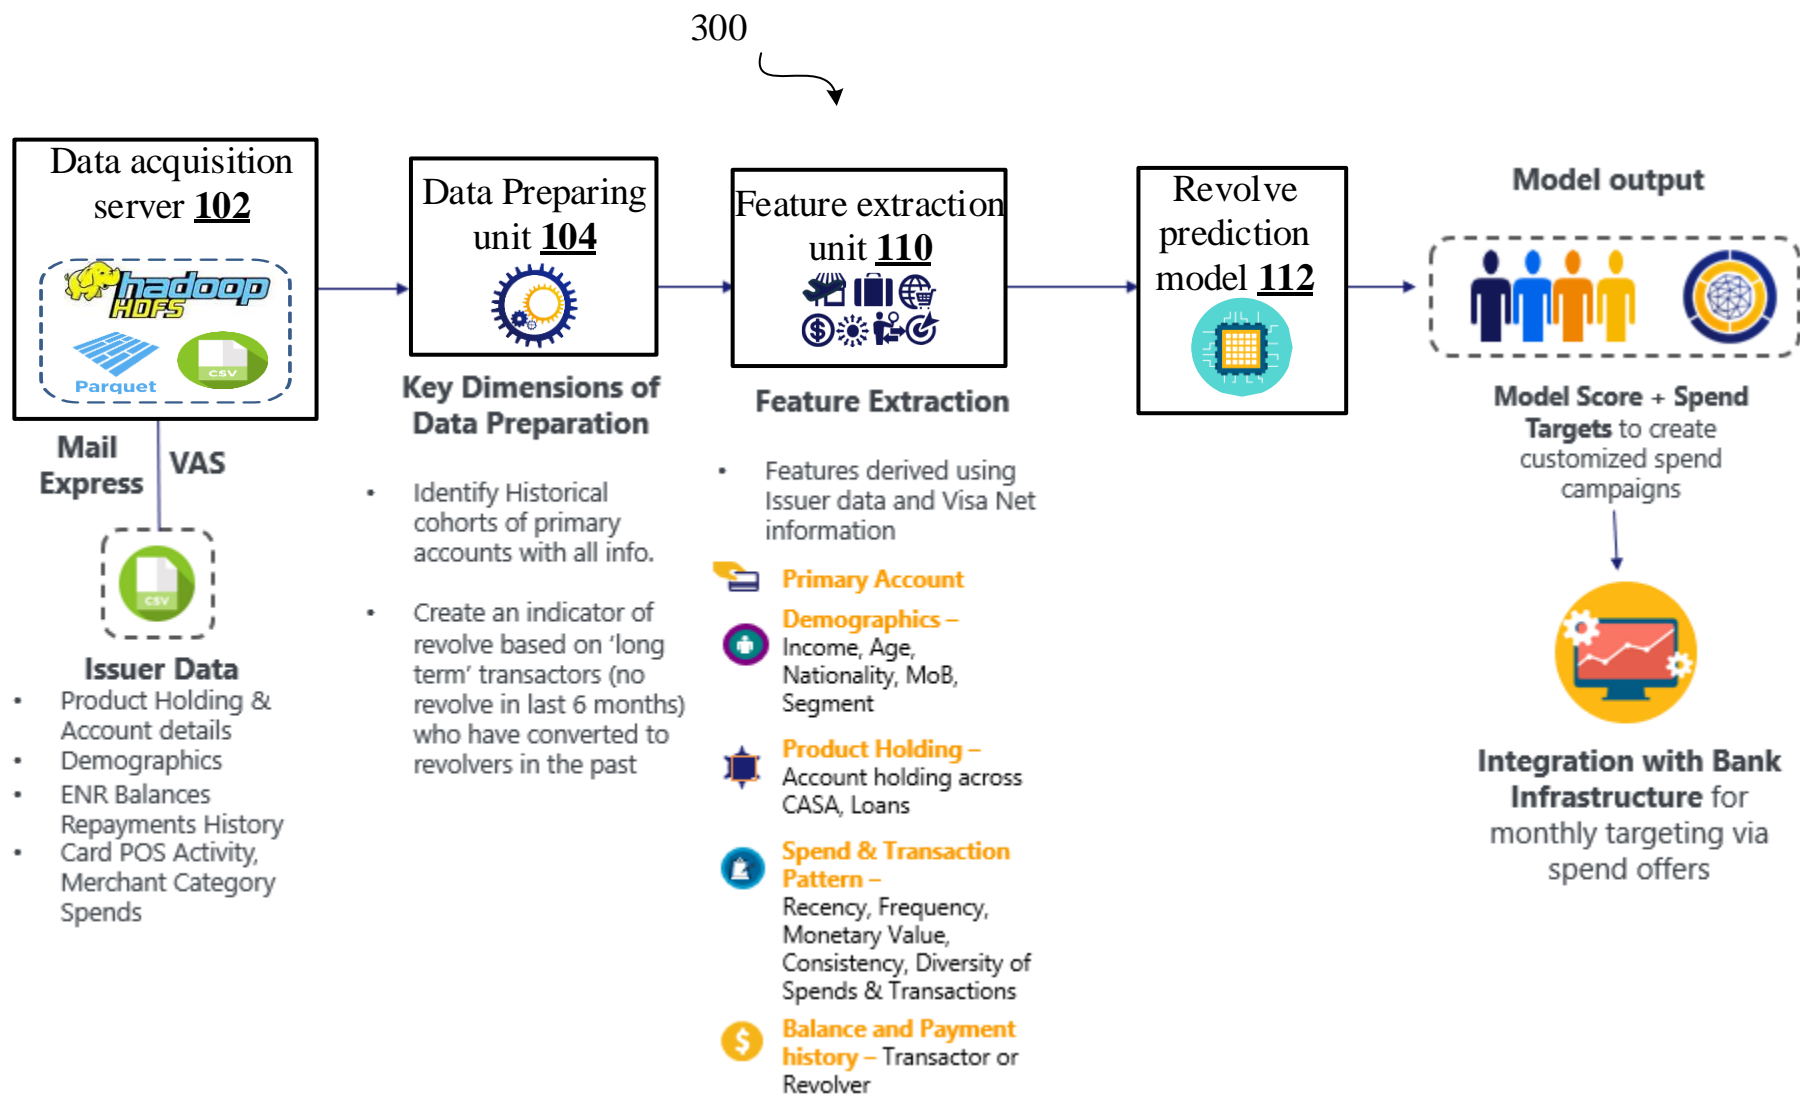 300
Data acquisition
server 102
hadoop
HDFS
Parquet
CSV
Mail
Express
VAS
CSV
Issuer Data
• Product Holding &
Account details
• Demographics
• ENR Balances
Repayments History
• Card POS Activity,
Merchant Category
Spends
Data Preparing
unit 104
Key Dimensions of
Data Preparation
• Identify Historical
cohorts of primary
accounts with all info.
• Create an indicator of
revolve based on ‘long
term’ transactors (no
revolve in last 6 months)
who have converted to
revolvers in the past
Feature extraction
unit 110
Feature Extraction
• Features derived using
Issuer data and Visa Net
information
Primary Account
Demographics –
Income, Age,
Nationality, MoB,
Segment
Product Holding –
Account holding across
CASA, Loans
Spend & Transaction
Pattern –
Recency, Frequency,
Monetary Value,
Consistency, Diversity of
Spends & Transactions
Balance and Payment
history – Transactor or
Revolver
Revolve
prediction
model 112
Model output
Model Score + Spend
Targets to create
customized spend
campaigns
Integration with Bank
Infrastructure for
monthly targeting via
spend offers